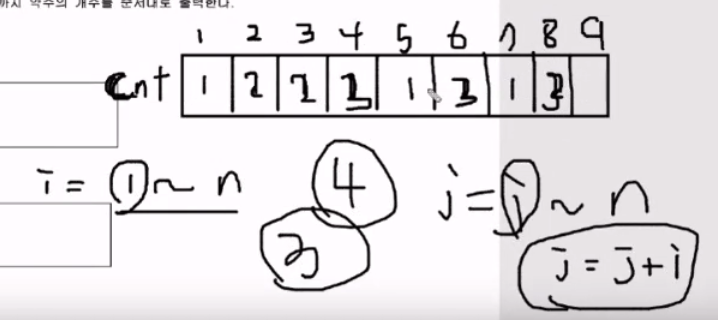 까지 약수의 개수를 순서대로 출력한다.
1 2 3 4 5 6 7 8 9
cnt 1 2 2 3 1 3 1 3
i = 1 ~ n 4 j = i ~ n
3 j = j+i